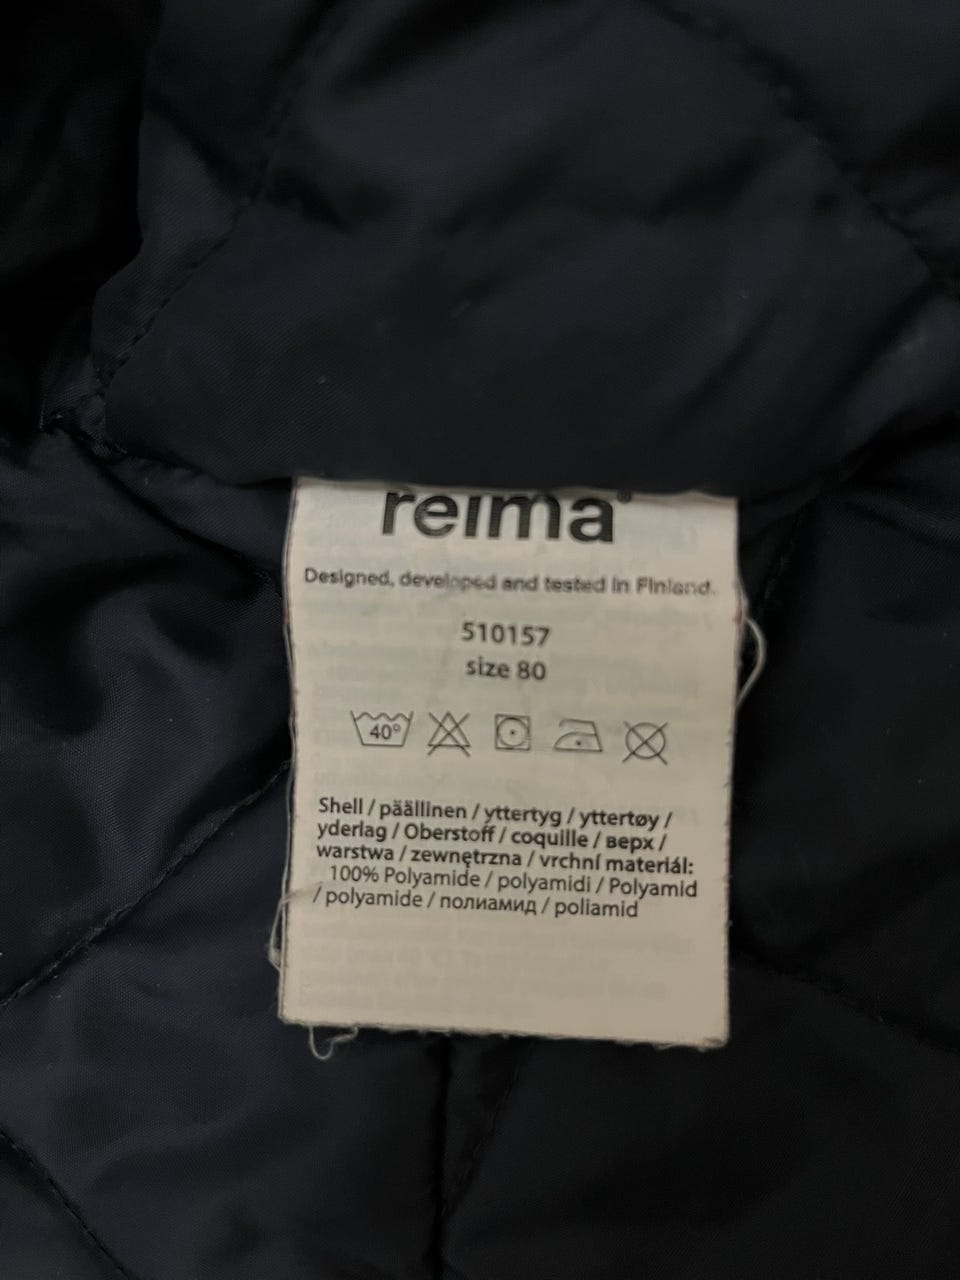 reima
Designed, developed and tested in Finland.
510157
size 80
40°
Shell / päällinen / yttertyg / yttertøy /
yderlag / Oberstoff / coquille / верх /
warstwa / zewnętrzna / vrchní materiál:
100% Polyamide / polyamidi / Polyamid
/ polyamide / полиамид / poliamid